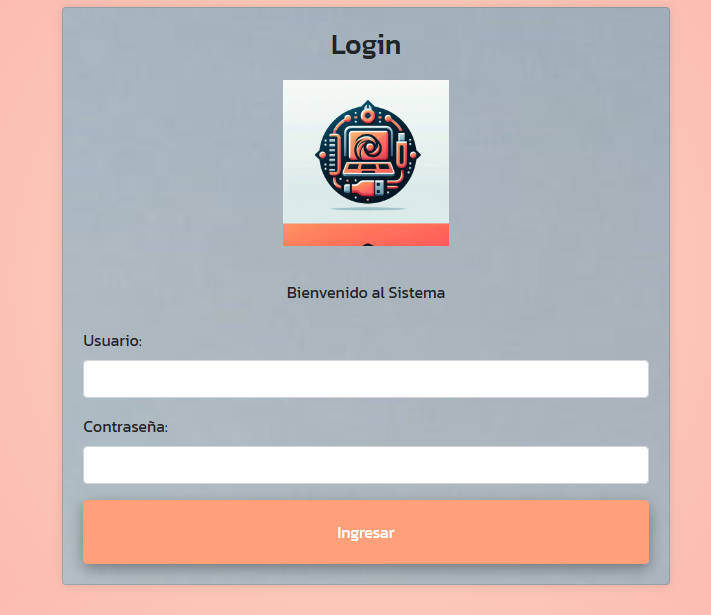 Login
Bienvenido al Sistema
Usuario:
Contraseña:
Ingresar